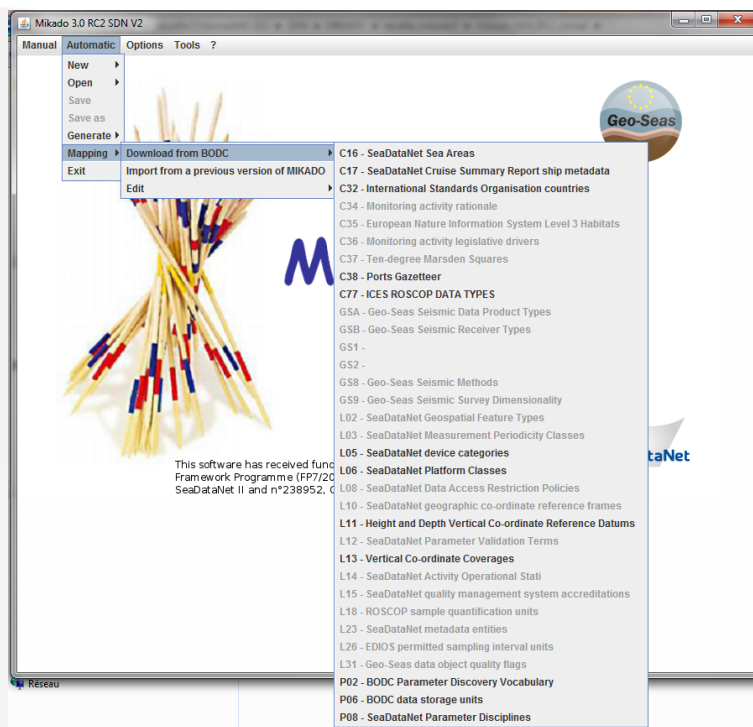 Mikado 3.0 RC2 SDN V2
Manual Automatic Options Tools ?
New
Open
Save
Save as
Generate
Mapping
Exit
Download from BODC
Import from a previous version of MIKADO
Edit
C16 - SeaDataNet Sea Areas
C17 - SeaDataNet Cruise Summary Report ship metadata
C32 - International Standards Organisation countries
C34 - Monitoring activity rationale
C35 - European Nature Information System Level 3 Habitats
C36 - Monitoring activity legislative drivers
C37 - Ten-degree Marsden Squares
C38 - Ports Gazetteer
C77 - ICES ROSCOP DATA TYPES
GSA - Geo-Seas Seismic Data Product Types
GSB - Geo-Seas Seismic Receiver Types
GS1 -
GS2 -
GS8 - Geo-Seas Seismic Methods
GS9 - Geo-Seas Seismic Survey Dimensionality
L02 - SeaDataNet Geospatial Feature Types
L03 - SeaDataNet Measurement Periodicity Classes
L05 - SeaDataNet device categories
L06 - SeaDataNet Platform Classes
L08 - SeaDataNet Data Access Restriction Policies
L10 - SeaDataNet geographic co-ordinate reference frames
L11 - Height and Depth Vertical Co-ordinate Reference Datums
L12 - SeaDataNet Parameter Validation Terms
L13 - Vertical Co-ordinate Coverages
L14 - SeaDataNet Activity Operational Stati
L15 - SeaDataNet quality management system accreditations
L18 - ROSCOP sample quantification units
L23 - SeaDataNet metadata entities
L26 - EDIOS permitted sampling interval units
L31 - Geo-Seas data object quality flags
P02 - BODC Parameter Discovery Vocabulary
P06 - BODC data storage units
P08 - SeaDataNet Parameter Disciplines
Geo-Seas
M
taNet
This software has received fund
Framework Programme (FP7/20
SeaDataNet II and n°238952, G
Réseau